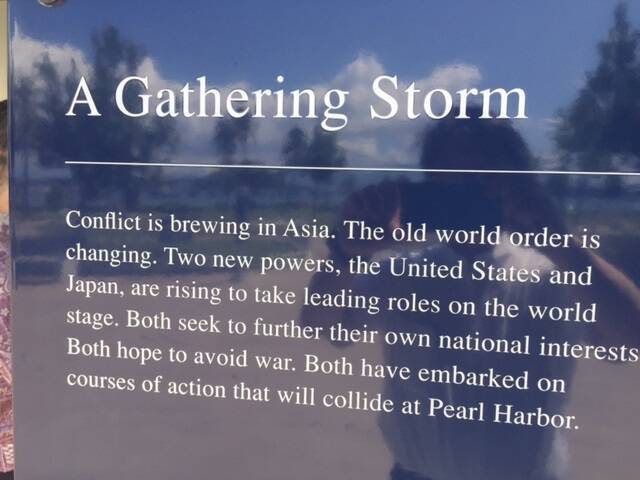 A Gathering Storm
Conflict is brewing in Asia. The old world order is
changing. Two new powers, the United States and
Japan, are rising to take leading roles on the world
stage. Both seek to further their own national interests
Both hope to avoid war. Both have embarked on
courses of action that will collide at Pearl Harbor.